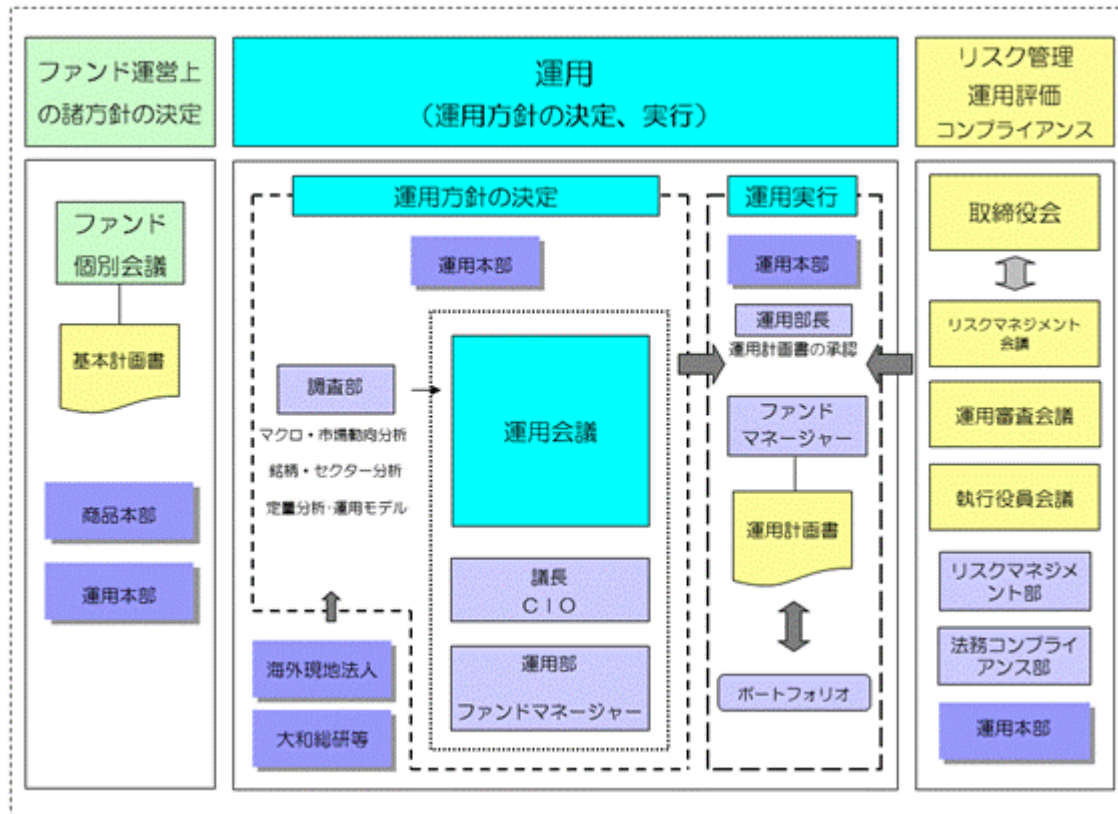 ファンド運営上
の諸方針の決定
運用
（運用方針の決定、実行）
リスク管理
運用評価
コンプライアンス
ファンド
個別会議
基本計画書
商品本部
運用本部
運用方針の決定
運用本部
調査部
マクロ・市場動向分析
銘柄・セクター分析
定量分析・運用モデル
海外現地法人
大和総研等
運用会議
議長
CIO
運用部
ファンドマネージャー
運用実行
運用本部
運用部長
運用計画書の承認
ファンド
マネージャー
運用計画書
ポートフォリオ
取締役会
リスクマネジメント
会議
運用審査会議
執行役員会議
リスクマネジメ
ント部
法務コンプライ
アンス部
運用本部